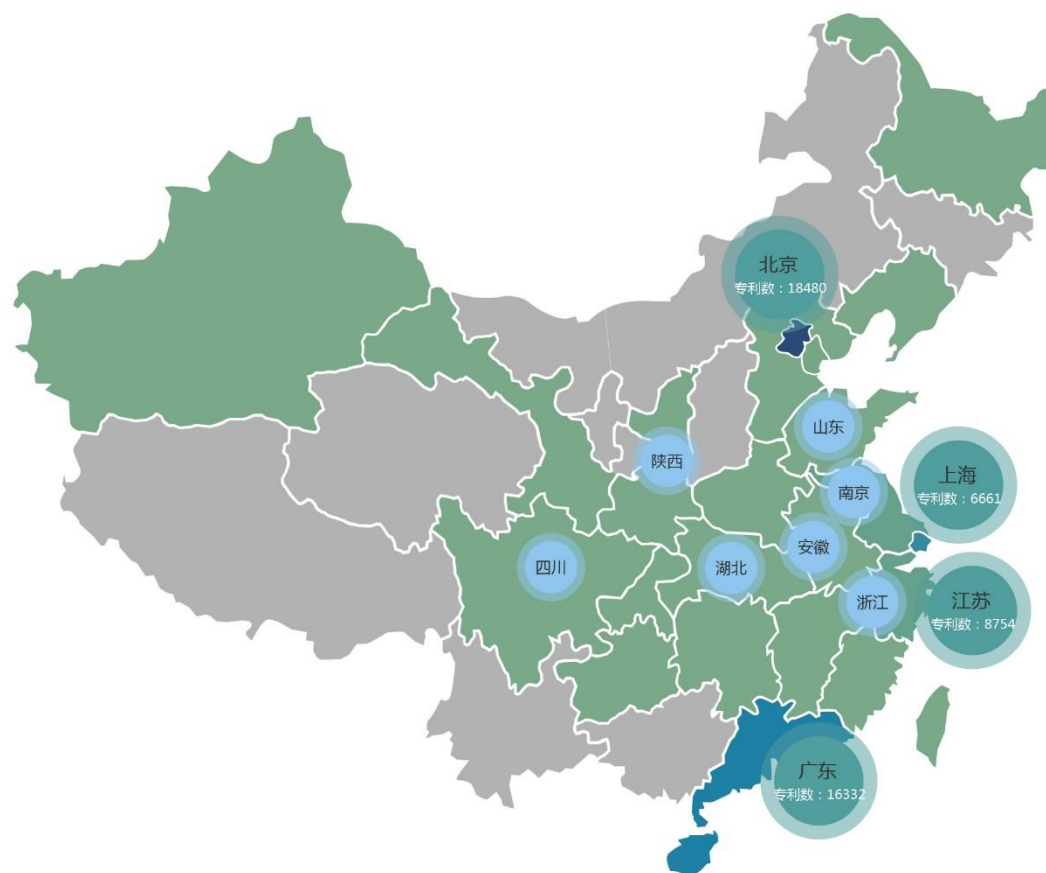 北京
专利数：18480
山东
陕西
上海
专利数：6661
南京
安徽
四川
湖北
浙江
江苏
专利数：8754
广东
专利数：16332